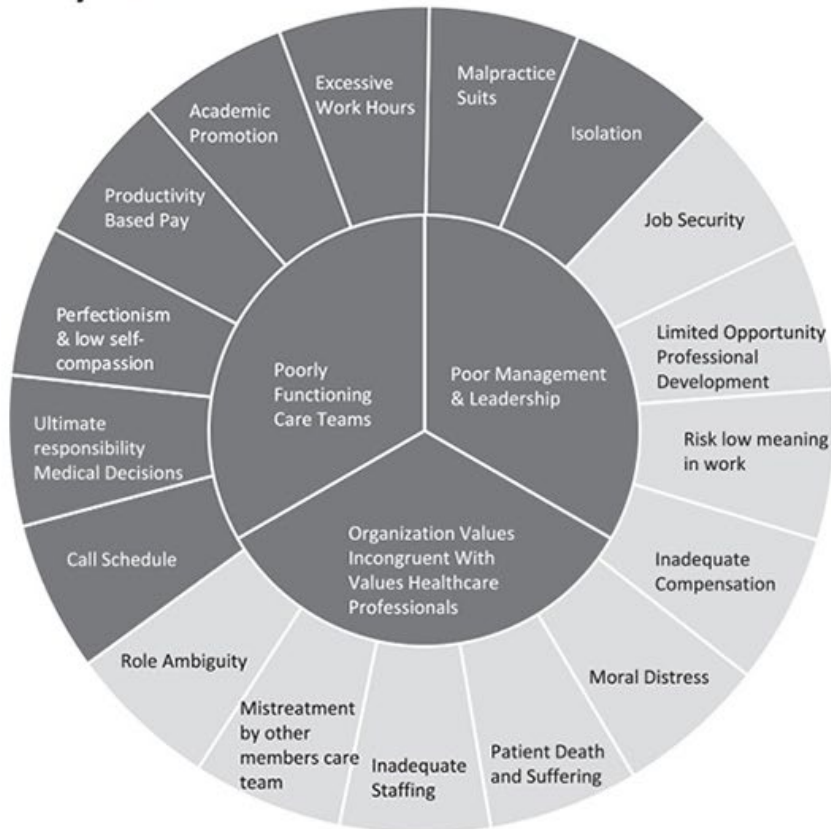 Excessive
Work Hours
Malpractice
Suits
Isolation
Job Security
Limited Opportunity
Professional
Development
Risk low meaning
in work
Inadequate
Compensation
Moral Distress
Patient Death
and Suffering
Inadequate
Staffing
Mistreatment
by other
members care
team
Role Ambiguity
Call Schedule
Ultimate
responsibility
Medical Decisions
Perfectionism
& low self-
compassion
Productivity
Based Pay
Academic
Promotion
Poorly
Functioning
Care Teams
Poor Management
& Leadership
Organization Values
Incongruent With
Values Healthcare
Professionals